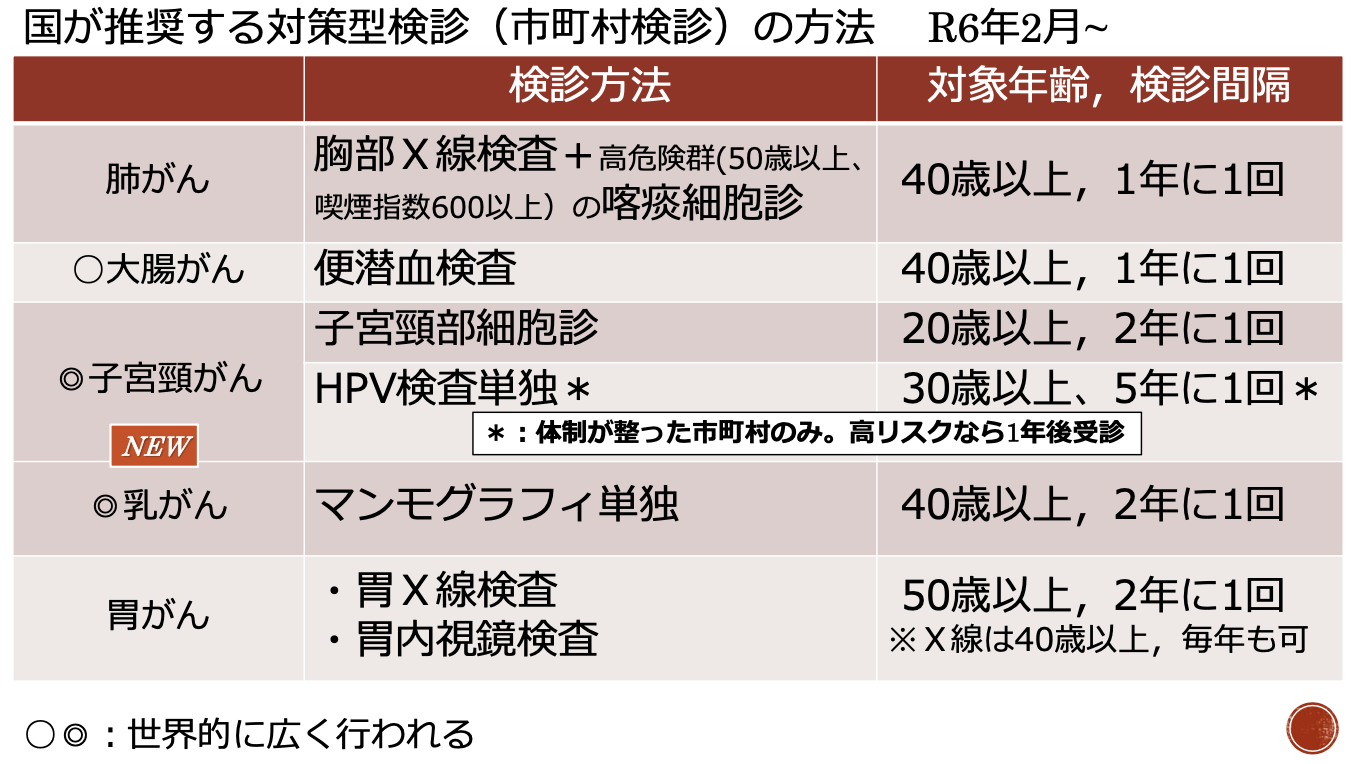 国が推奨する対策型検診（市町村検診）の方法　R6年2月~
検診方法
対象年齢，検診間隔
肺がん
胸部Ｘ線検査＋高危険群(50歳以上、
喫煙指数600以上）の喀痰細胞診
40歳以上，1年に1回
○大腸がん
便潜血検査
40歳以上，1年に1回
◎子宮頸がん
NEW
子宮頸部細胞診
20歳以上，2年に1回
HPV検査単独＊
30歳以上、5年に1回＊
＊：体制が整った市町村のみ。高リスクなら1年後受診
◎乳がん
マンモグラフィ単独
40歳以上，2年に1回
胃がん
・胃Ｘ線検査
・胃内視鏡検査
50歳以上，2年に1回
※Ｘ線は40歳以上，毎年も可
○◎：世界的に広く行われる